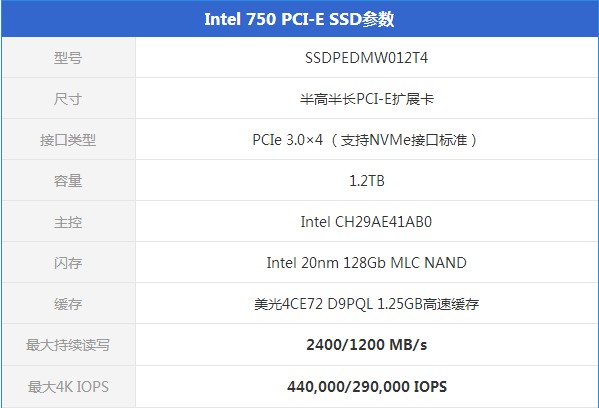 Intel 750 PCI-E SSD参数
型号 SSDPEDMW012T4
尺寸 半高半长PCI-E扩展卡
接口类型 PCIe 3.0×4 （支持NVMe接口标准）
容量 1.2TB
主控 Intel CH29AE41AB0
闪存 Intel 20nm 128Gb MLC NAND
缓存 美光4CE72 D9PQL 1.25GB高速缓存
最大持续读写 2400/1200 MB/s
最大4K IOPS 440,000/290,000 IOPS